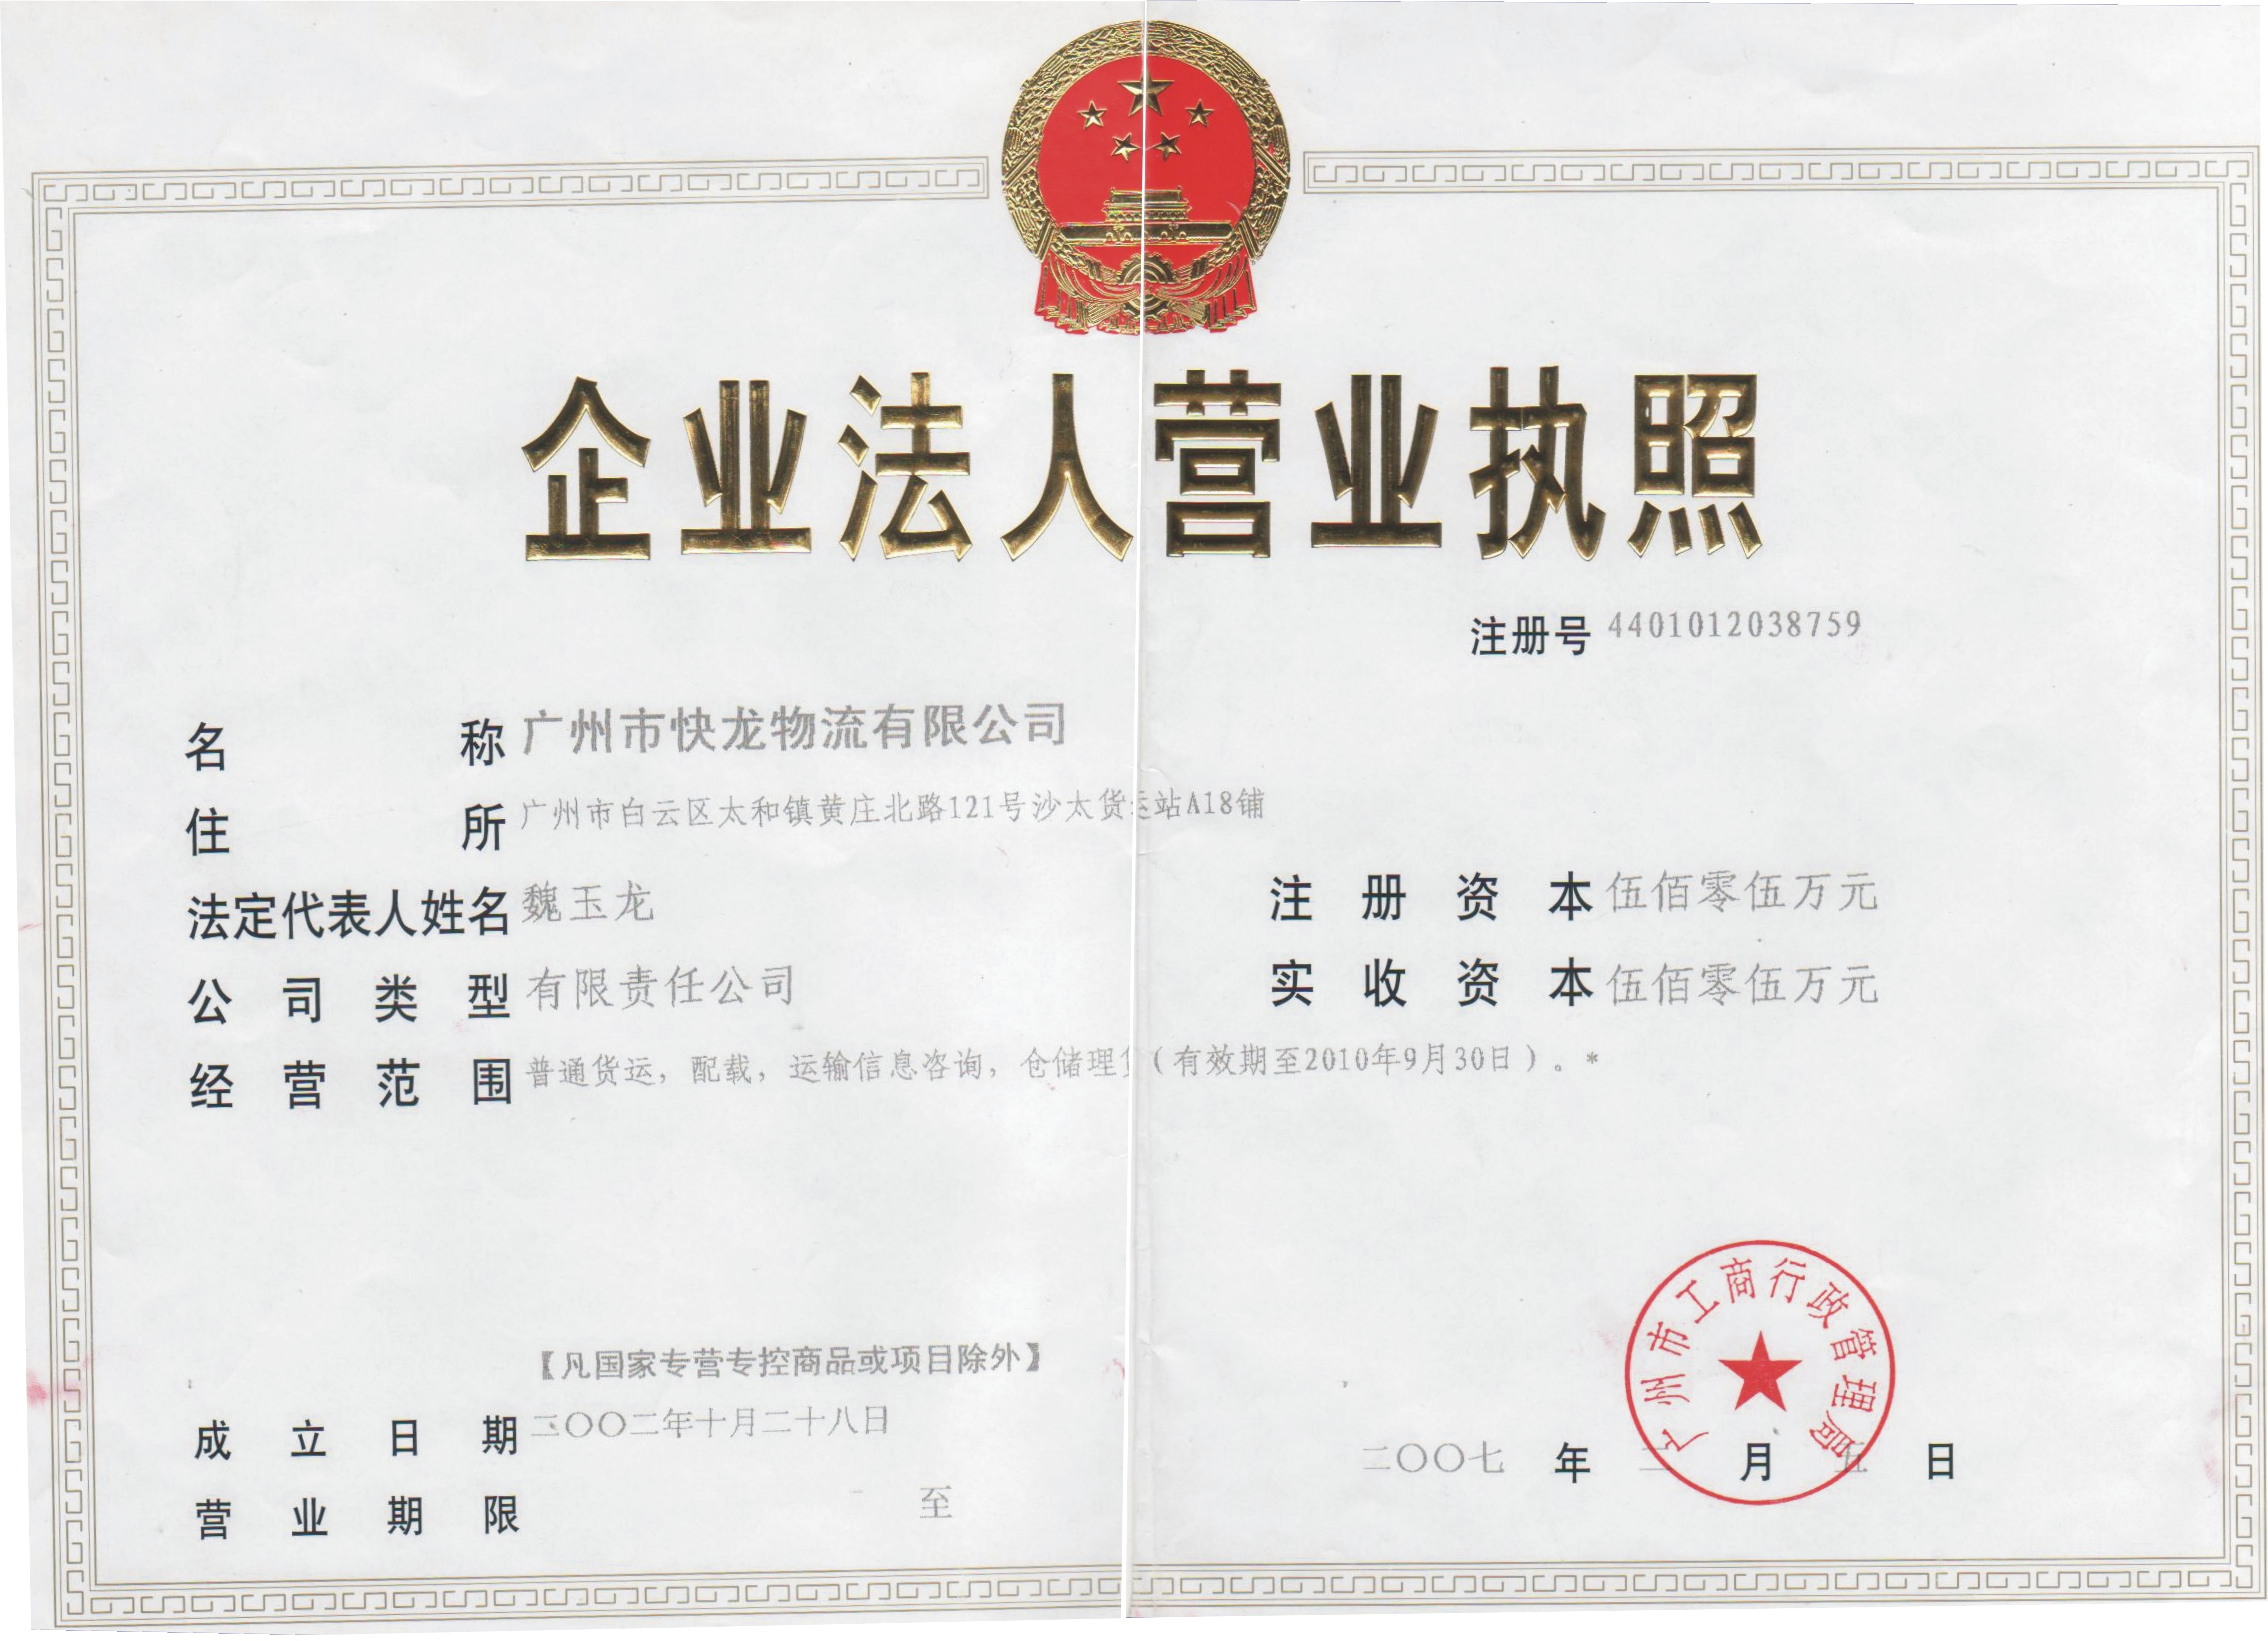 企业法人营业执照
注册号 4401012038759
名称 广州市快龙物流有限公司
住所 广州市白云区太和镇黄庄北路121号沙太货运站A18铺
法定代表人姓名 魏玉龙
注册资本 伍佰零伍万元
公司类型 有限责任公司
实收资本 伍佰零伍万元
经营范围 普通货运，配载，运输信息咨询，仓储理货（有效期至2010年9月30日）。*
【凡国家专营专控商品或项目除外】
成立日期 二〇〇二年十月二十八日
营业期限 至
广州市工商行政管理局
二〇〇七 年 月 五 日